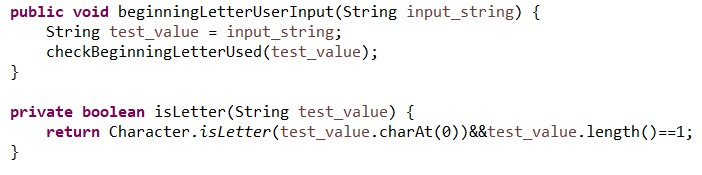 public void beginningLetterUserInput(String input_string) {
    String test_value = input_string;
    checkBeginningLetterUsed(test_value);
}
private boolean isLetter(String test_value) {
    return Character.isLetter(test_value.charAt(0))&&test_value.length()==1;
}